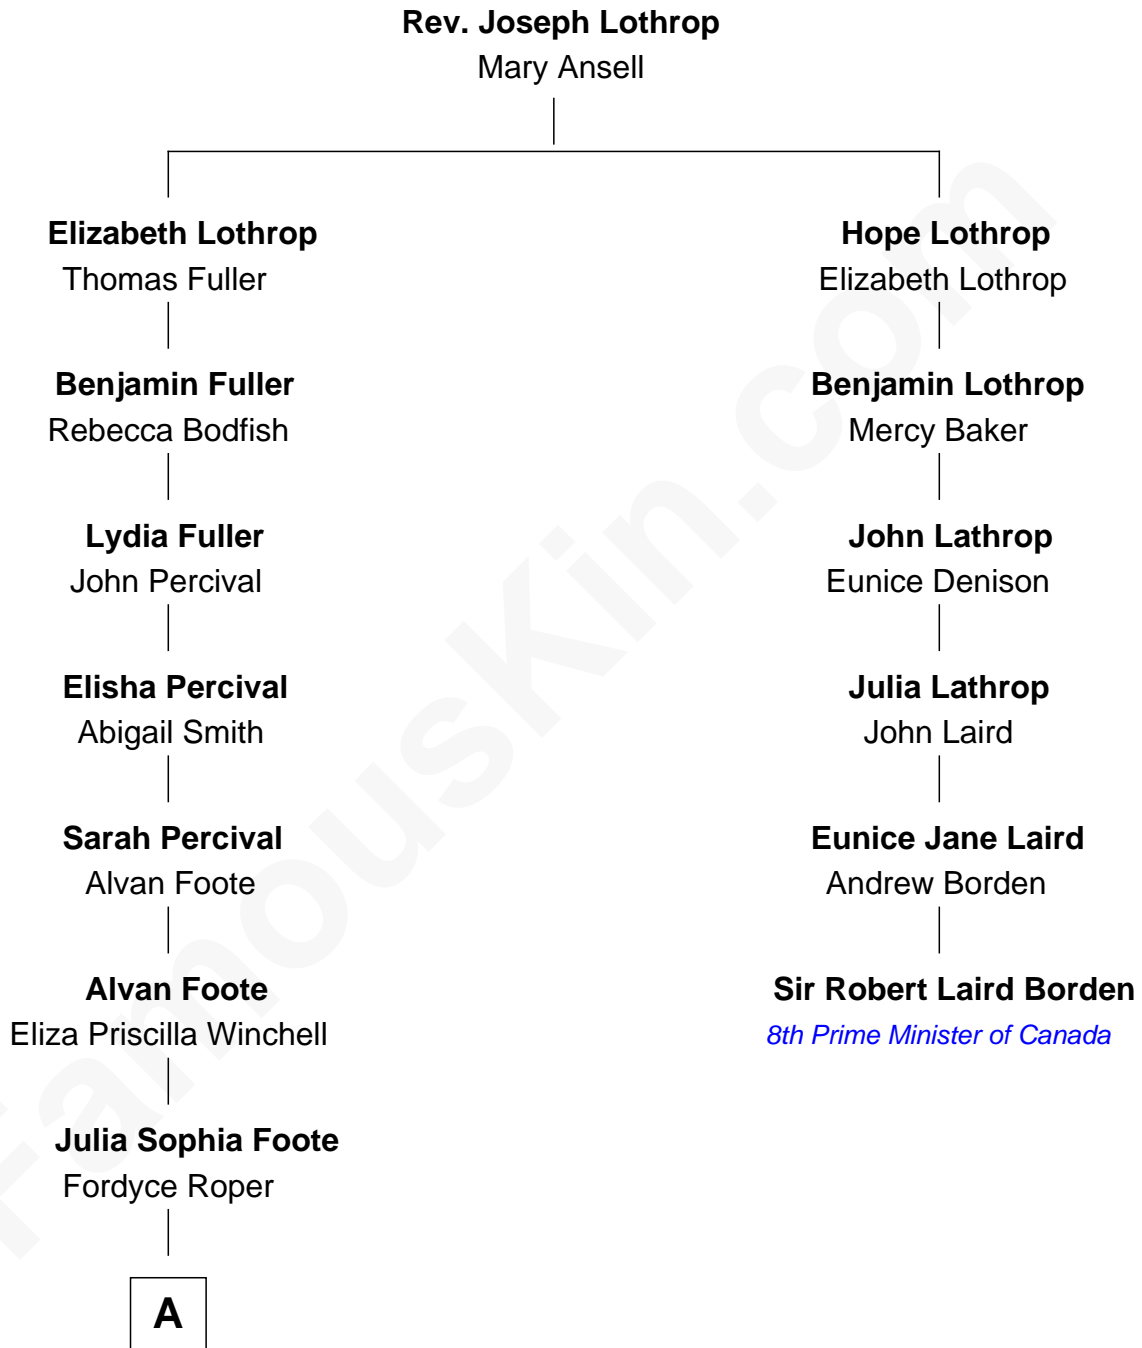 Rev. Joseph Lothrop
Mary Ansell
Elizabeth Lothrop
Thomas Fuller
Hope Lothrop
Elizabeth Lothrop
Benjamin Fuller
Rebecca Bodfish
Benjamin Lothrop
Mercy Baker
Lydia Fuller
John Percival
John Lathrop
Eunice Denison
Elisha Percival
Abigail Smith
Julia Lathrop
John Laird
Sarah Percival
Alvan Foote
Eunice Jane Laird
Andrew Borden
Alvan Foote
Eliza Priscilla Winchell
Sir Robert Laird Borden
8th Prime Minister of Canada
Julia Sophia Foote
Fordyce Roper
A
FamousKin.com